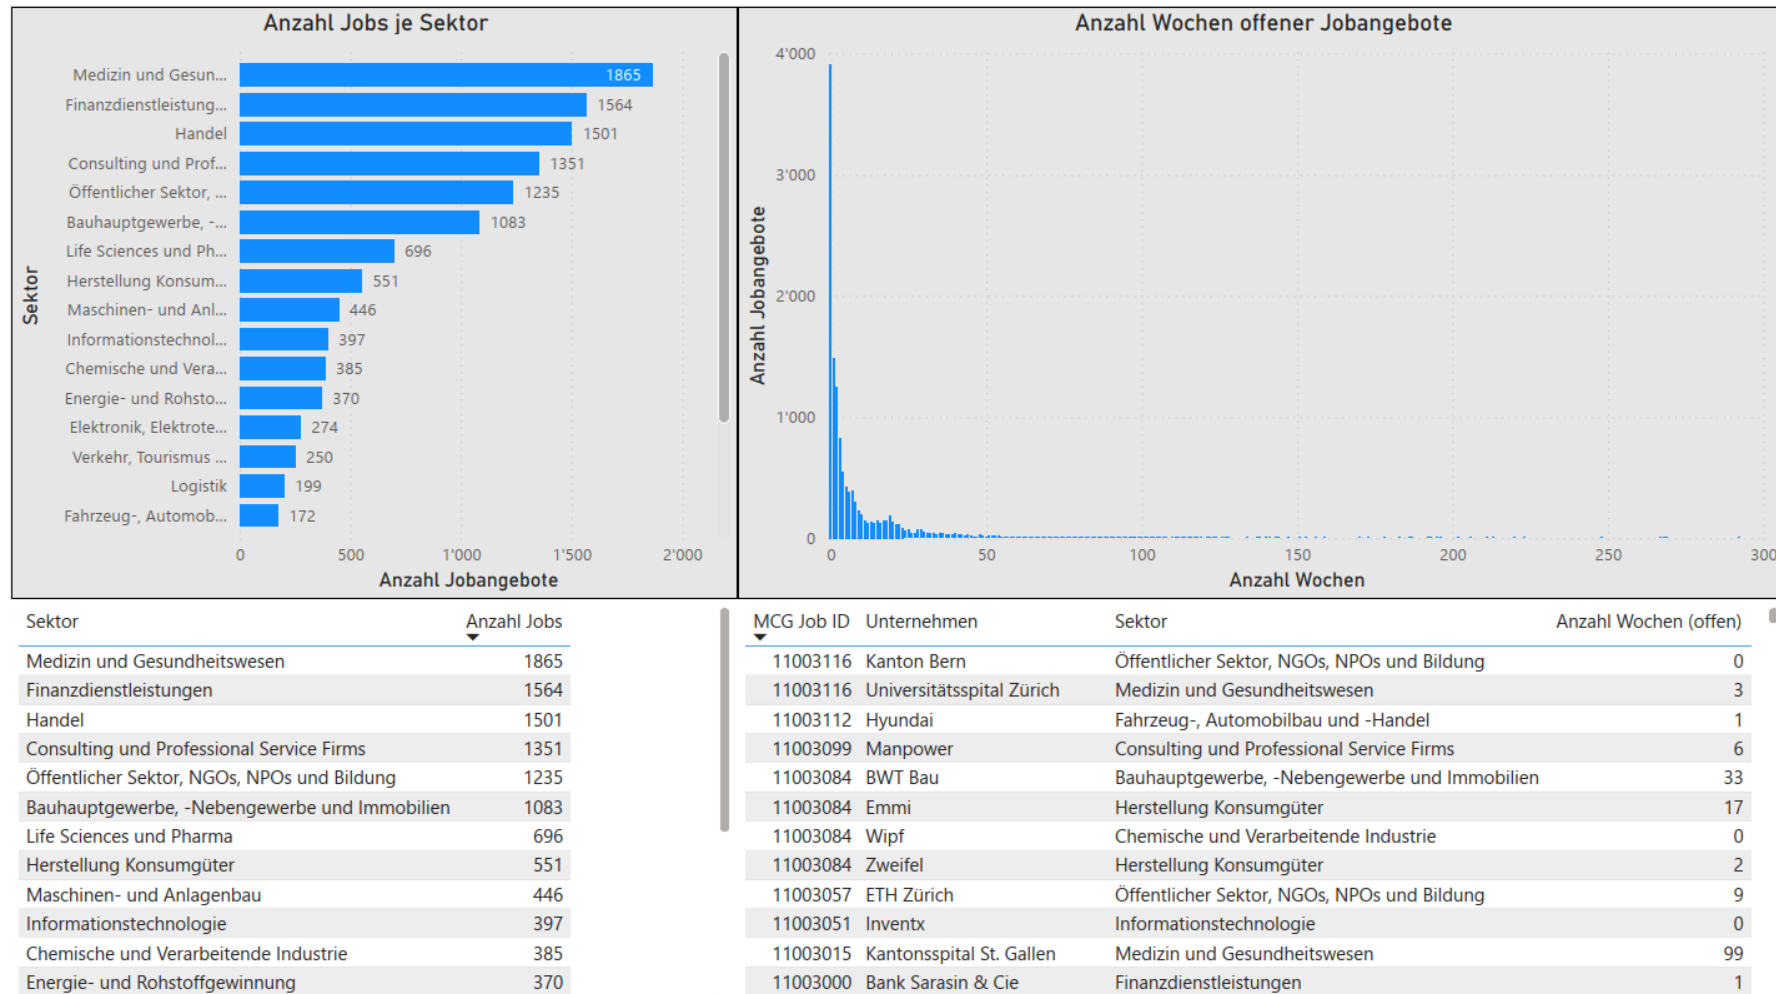 Anzahl Jobs je Sektor
Sektor
Medizin und Gesun... 1865
Finanzdienstleistung... 1564
Handel 1501
Consulting und Prof... 1351
Öffentlicher Sektor, ... 1235
Bauhauptgewerbe, -... 1083
Life Sciences und Ph... 696
Herstellung Konsum... 551
Maschinen- und Anl... 446
Informationstechnol... 397
Chemische und Vera... 385
Energie- und Rohsto... 370
Elektronik, Elektrote... 274
Verkehr, Tourismus ... 250
Logistik 199
Fahrzeug-, Automob... 172
0 500 1'000 1'500 2'000
Anzahl Jobangebote
Anzahl Wochen offener Jobangebote
Anzahl Jobangebote
4'000
3'000
2'000
1'000
0
0 50 100 150 200 250 300
Anzahl Wochen
Sektor Anzahl Jobs
Medizin und Gesundheitswesen 1865
Finanzdienstleistungen 1564
Handel 1501
Consulting und Professional Service Firms 1351
Öffentlicher Sektor, NGOs, NPOs und Bildung 1235
Bauhauptgewerbe, -Nebengewerbe und Immobilien 1083
Life Sciences und Pharma 696
Herstellung Konsumgüter 551
Maschinen- und Anlagenbau 446
Informationstechnologie 397
Chemische und Verarbeitende Industrie 385
Energie- und Rohstoffgewinnung 370
MCG Job ID Unternehmen Sektor Anzahl Wochen (offen)
11003116 Kanton Bern Öffentlicher Sektor, NGOs, NPOs und Bildung 0
11003116 Universitätsspital Zürich Medizin und Gesundheitswesen 3
11003112 Hyundai Fahrzeug-, Automobilbau und -Handel 1
11003099 Manpower Consulting und Professional Service Firms 6
11003084 BWT Bau Bauhauptgewerbe, -Nebengewerbe und Immobilien 33
11003084 Emmi Herstellung Konsumgüter 17
11003084 Wipf Chemische und Verarbeitende Industrie 0
11003084 Zweifel Herstellung Konsumgüter 2
11003057 ETH Zürich Öffentlicher Sektor, NGOs, NPOs und Bildung 9
11003051 Inventx Informationstechnologie 0
11003015 Kantonsspital St. Gallen Medizin und Gesundheitswesen 99
11003000 Bank Sarasin & Cie Finanzdienstleistungen 1